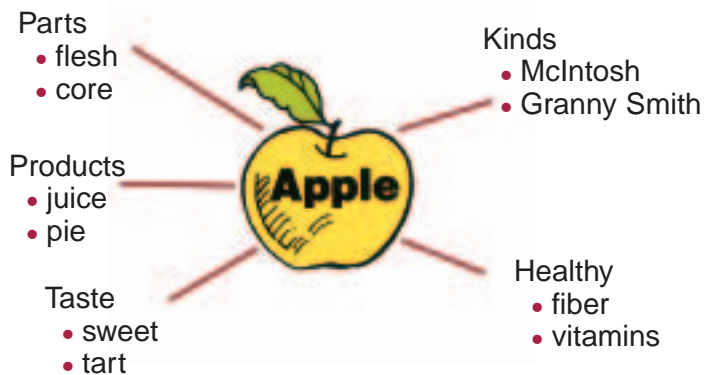 Parts
• flesh
• core
Products
• juice
• pie
Taste
• sweet
• tart
Apple
Kinds
• McIntosh
• Granny Smith
Healthy
• fiber
• vitamins